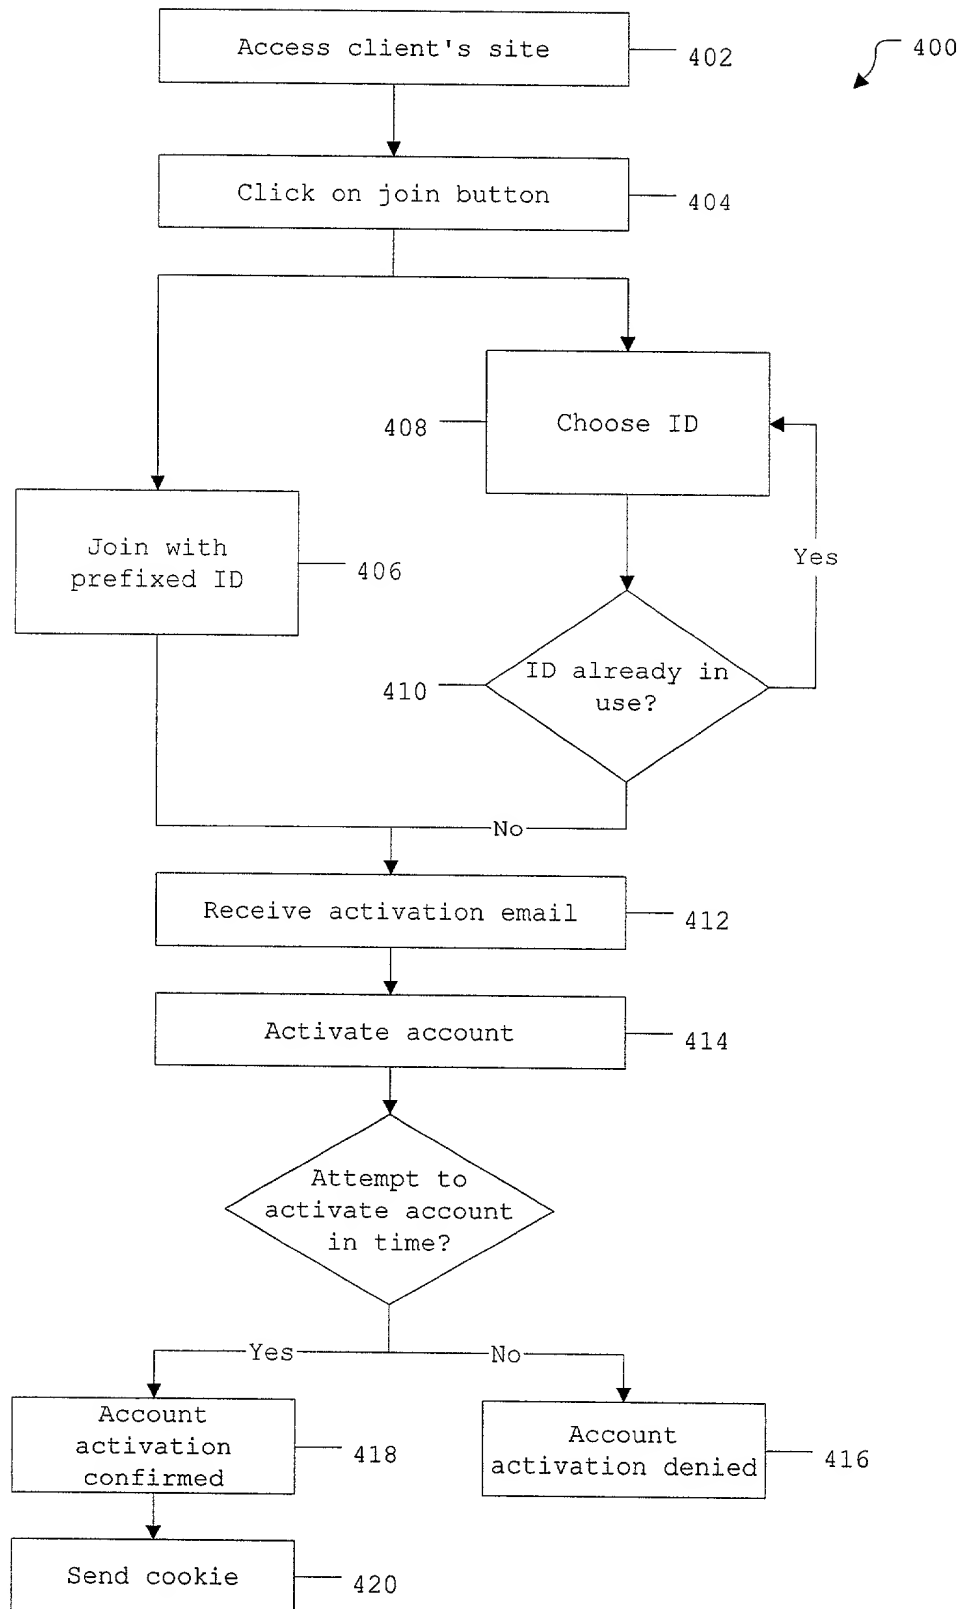 Access client's site
402
400
Click on join button
404
Choose ID
408
Join with
prefixed ID
406
Yes
ID already in
use?
410
No
Receive activation email
412
Activate account
414
Attempt to
activate account
in time?
Yes
No
Account
activation
confirmed
418
Account
activation denied
416
Send cookie
420